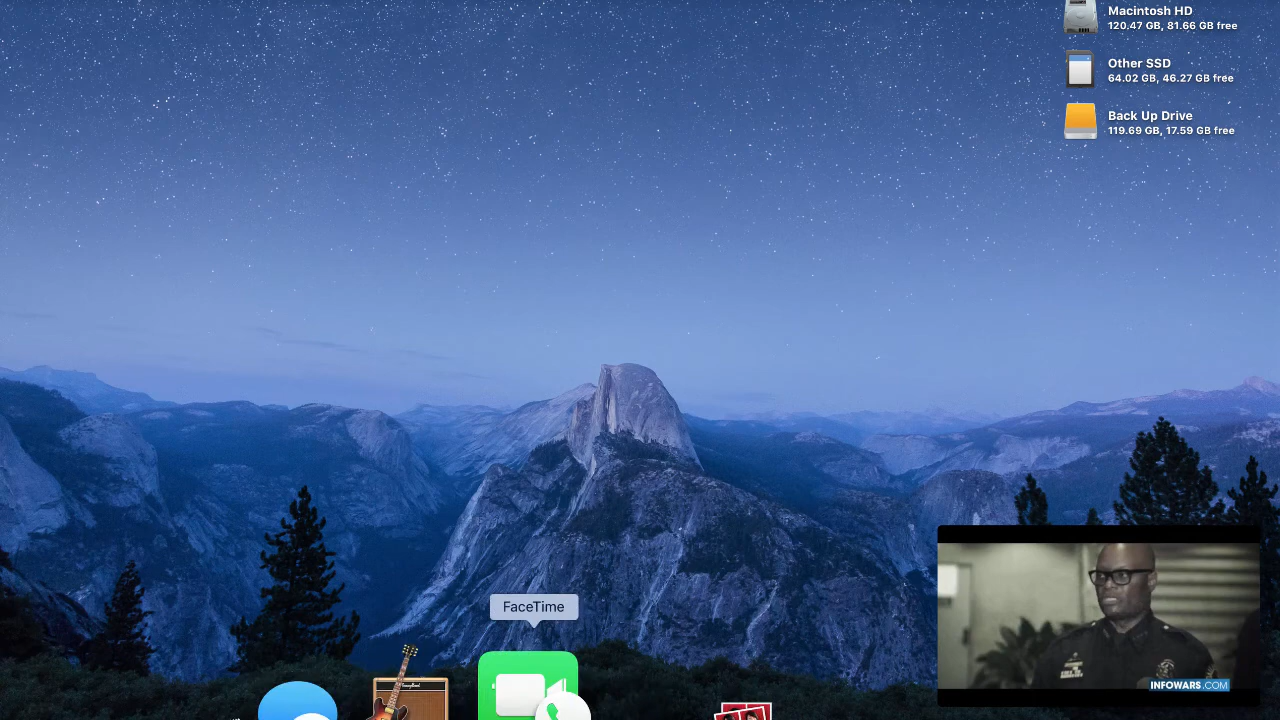 Macintosh HD
120.47 GB, 81.66 GB free
Other SSD
64.02 GB, 46.27 GB free
Back Up Drive
119.69 GB, 17.59 GB free
FaceTime
INFOWARS.COM